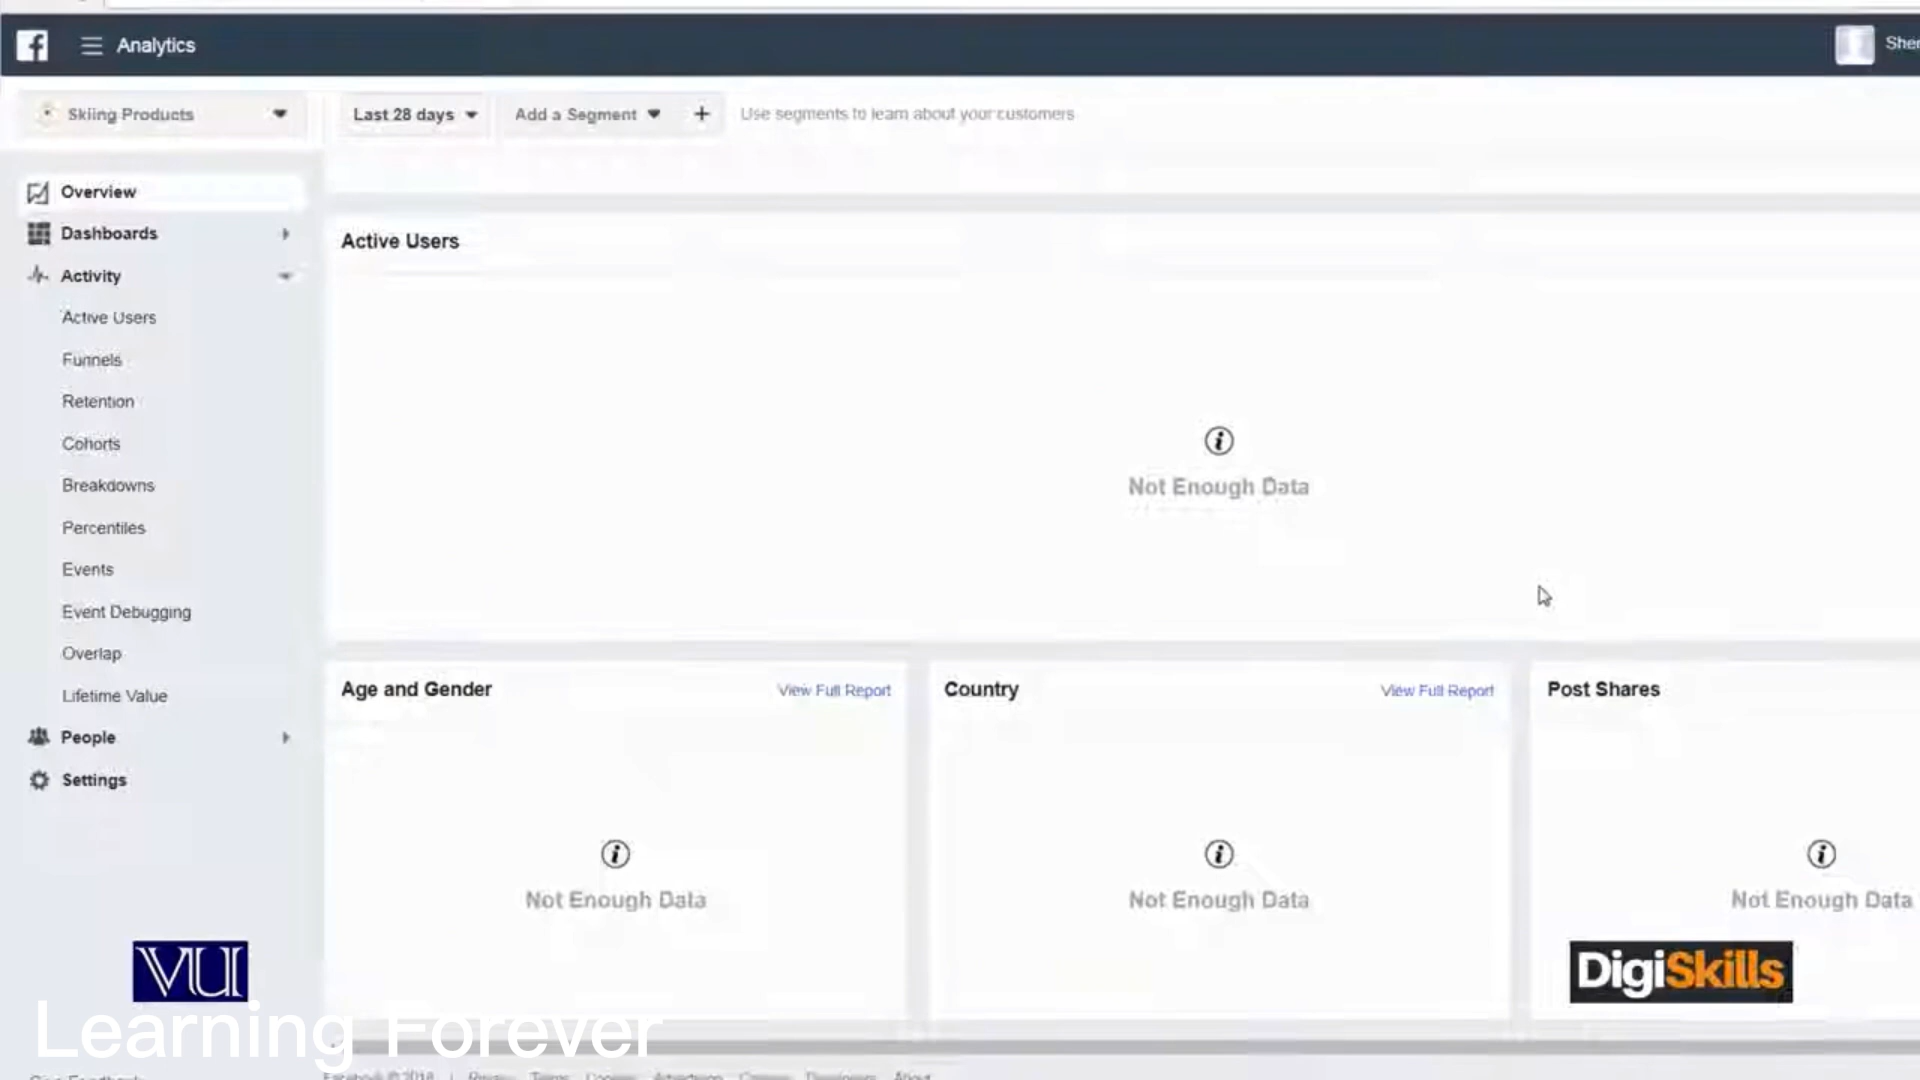 Analytics
Sher
Skiing Products
Last 28 days
Add a Segment
+
Use segments to learn about your customers
Overview
Dashboards
Activity
Active Users
Funnels
Retention
Cohorts
Breakdowns
Percentiles
Events
Event Debugging
Overlap
Lifetime Value
People
Settings
Active Users
Not Enough Data
Age and Gender
View Full Report
Not Enough Data
Country
View Full Report
Not Enough Data
Post Shares
Not Enough Data
VU
DigiSkills
Learning Forever